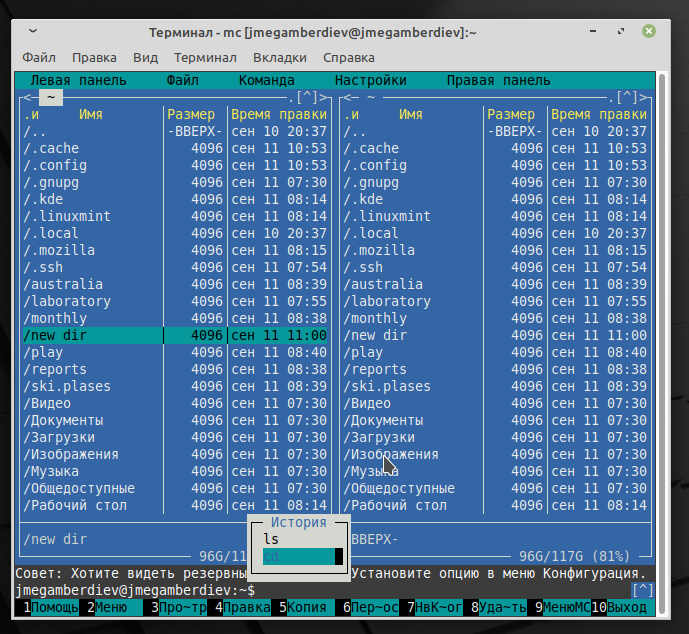 Терминал - mc [jmegamberdiev@jmegamberdiev]:~
Файл Правка Вид Терминал Вкладки Справка
Левая панель Файл Команда Настройки Правая панель
<─ ~ .[^]> <─ ~ .[^]>
.и Имя Размер Время правки .и Имя Размер Время правки
/.. -ВВЕРХ- сен 10 20:37 /.. -ВВЕРХ- сен 10 20:37
/.cache 4096 сен 11 10:53 /.cache 4096 сен 11 10:53
/.config 4096 сен 11 10:53 /.config 4096 сен 11 10:53
/.gnupg 4096 сен 11 07:30 /.gnupg 4096 сен 11 07:30
/.kde 4096 сен 11 08:14 /.kde 4096 сен 11 08:14
/.linuxmint 4096 сен 11 08:14 /.linuxmint 4096 сен 11 08:14
/.local 4096 сен 10 20:37 /.local 4096 сен 10 20:37
/.mozilla 4096 сен 11 08:15 /.mozilla 4096 сен 11 08:15
/.ssh 4096 сен 11 07:54 /.ssh 4096 сен 11 07:54
/australia 4096 сен 11 08:39 /australia 4096 сен 11 08:39
/laboratory 4096 сен 11 07:55 /laboratory 4096 сен 11 07:55
/monthly 4096 сен 11 08:38 /monthly 4096 сен 11 08:38
/new dir 4096 сен 11 11:00 /new dir 4096 сен 11 11:00
/play 4096 сен 11 08:40 /play 4096 сен 11 08:40
/reports 4096 сен 11 08:38 /reports 4096 сен 11 08:38
/ski.plases 4096 сен 11 08:39 /ski.plases 4096 сен 11 08:39
/Видео 4096 сен 11 07:30 /Видео 4096 сен 11 07:30
/Документы 4096 сен 11 07:30 /Документы 4096 сен 11 07:30
/Загрузки 4096 сен 11 07:30 /Загрузки 4096 сен 11 07:30
/Изображения 4096 сен 11 07:30 /Изображения 4096 сен 11 07:30
/Музыка 4096 сен 11 07:30 /Музыка 4096 сен 11 07:30
/Общедоступные 4096 сен 11 07:30 /Общедоступные 4096 сен 11 07:30
/Рабочий стол 4096 сен 11 08:14 /Рабочий стол 4096 сен 11 08:14
История
/new dir ls ВВЕРХ-
96G/11 cd 96G/117G (81%)
Совет: Хотите видеть резервны Установите опцию в меню Конфигурация.
jmegamberdiev@jmegamberdiev:~$ [^]
1Помощь 2Меню 3Про~тр 4Правка 5Копия 6Пер~ос 7НвК~ог 8Уда~ть 9МенюMC 10Выход